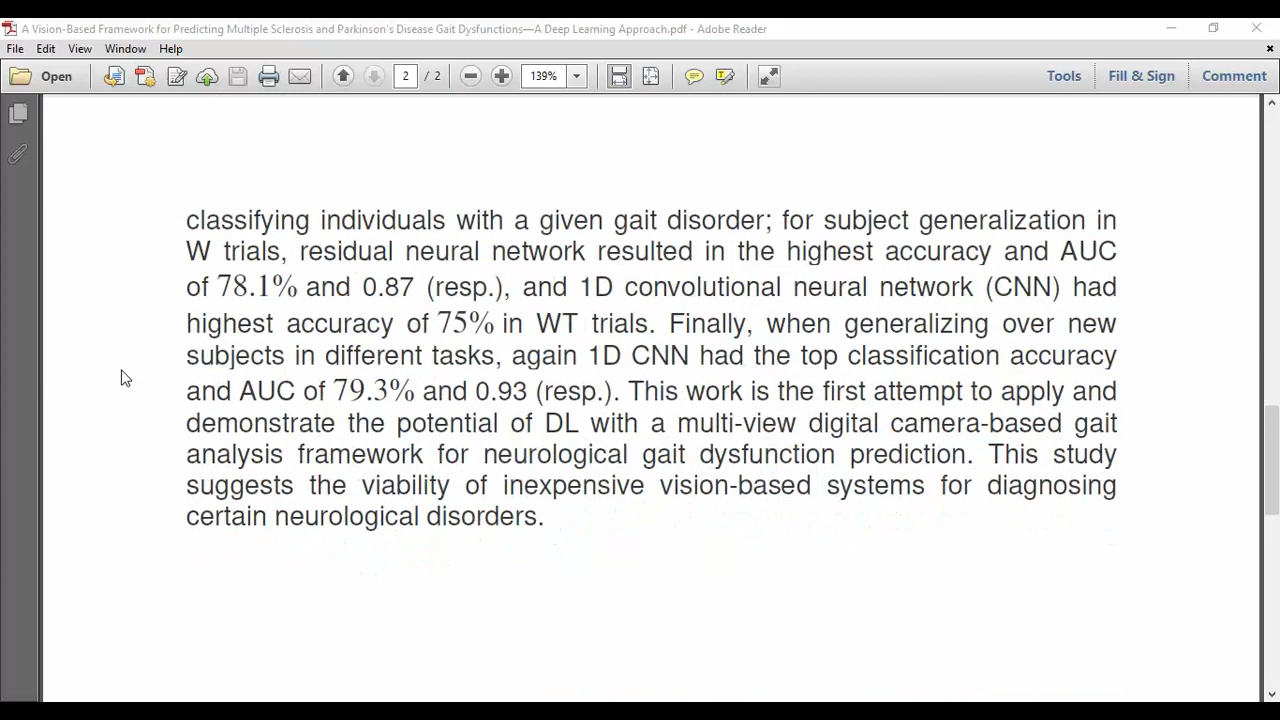 A Vision-Based Framework for Predicting Multiple Sclerosis and Parkinson's Disease Gait Dysfunctions—A Deep Learning Approach.pdf - Adobe Reader
File Edit View Window Help
Open 2 / 2 139% Tools Fill & Sign Comment
classifying individuals with a given gait disorder; for subject generalization in
W trials, residual neural network resulted in the highest accuracy and AUC
of 78.1% and 0.87 (resp.), and 1D convolutional neural network (CNN) had
highest accuracy of 75% in WT trials. Finally, when generalizing over new
subjects in different tasks, again 1D CNN had the top classification accuracy
and AUC of 79.3% and 0.93 (resp.). This work is the first attempt to apply and
demonstrate the potential of DL with a multi-view digital camera-based gait
analysis framework for neurological gait dysfunction prediction. This study
suggests the viability of inexpensive vision-based systems for diagnosing
certain neurological disorders.